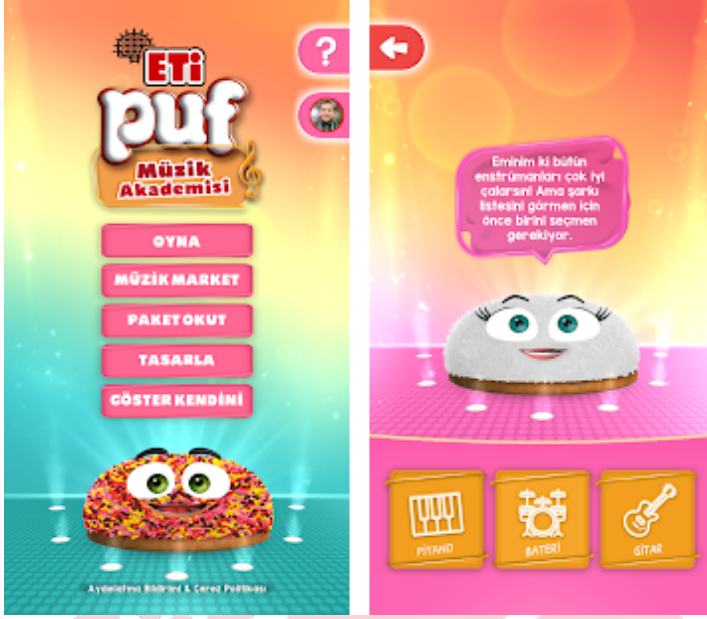 ETİ
puf
Müzik
Akademisi
?
OYNA
MÜZİK MARKET
PAKET OKUT
TASARLA
GÖSTER KENDİNİ
Aydınlatma Bildirimi & Çerez Politikası
Eminim ki bütün
enstrümanları çok iyi
çalarsın! Ama şarkı
listesini görmen için
önce birini seçmen
gerekiyor.
PİYANO
BATERİ
GİTAR